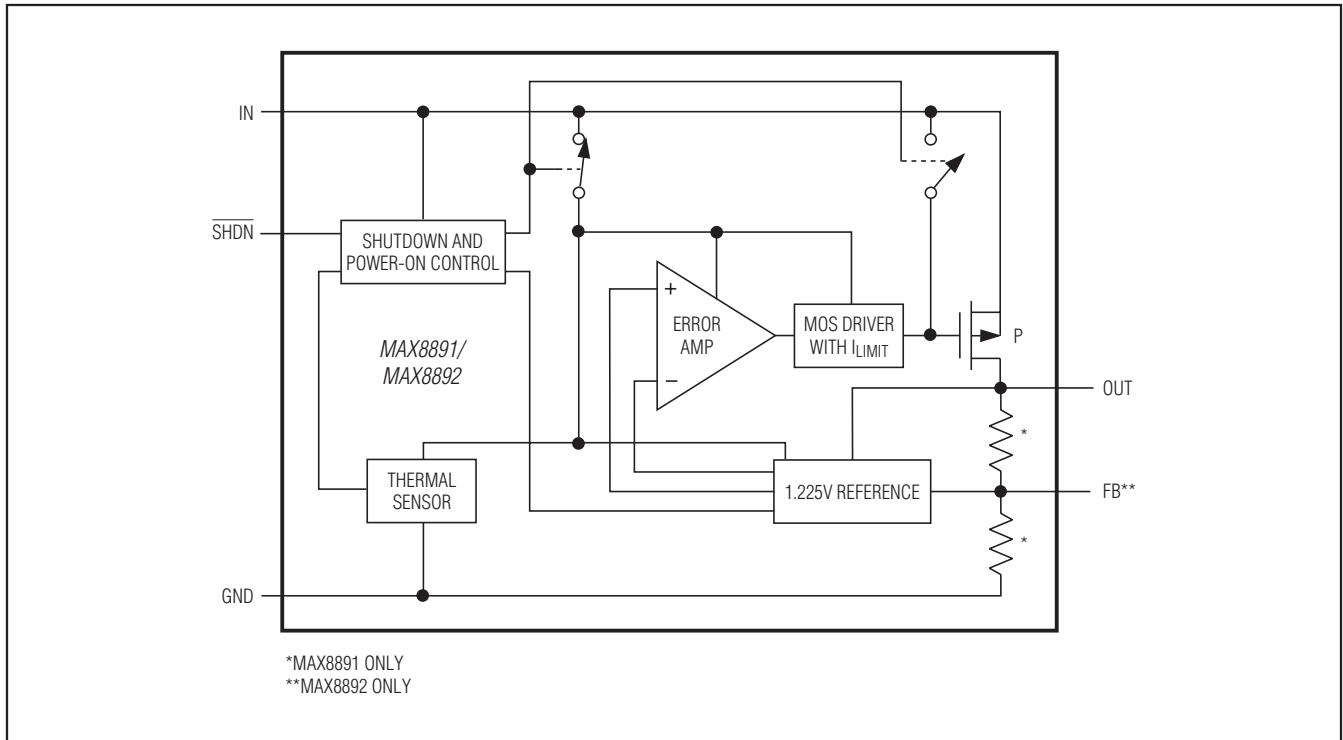 IN
SHDN
SHUTDOWN AND
POWER-ON CONTROL
+
ERROR
AMP
−
MOS DRIVER
WITH ILIMIT
P
MAX8891/
MAX8892
OUT
*
THERMAL
SENSOR
1.225V REFERENCE
FB**
*
GND
*MAX8891 ONLY
**MAX8892 ONLY